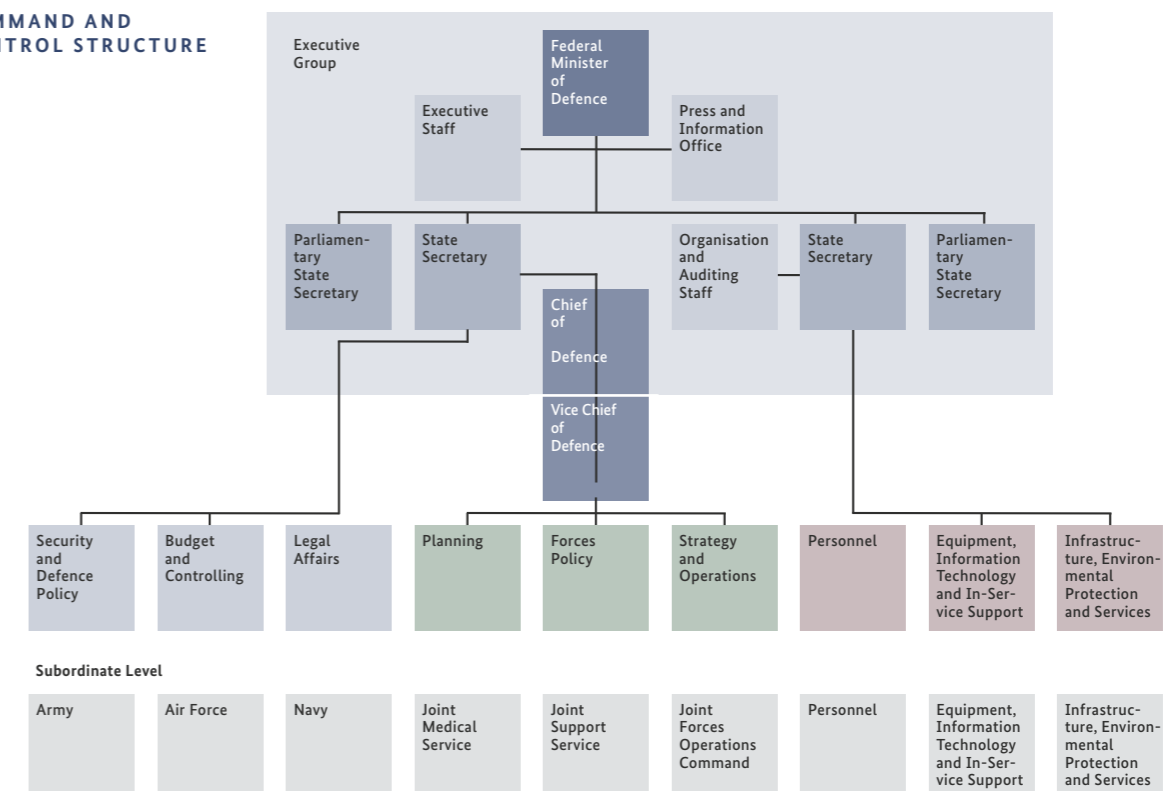 MMAND AND
NTROL STRUCTURE
Executive
Group
Federal
Minister
of
Defence
Executive
Staff
Press and
Information
Office
Parliamen-
tary
State
Secretary
State
Secretary
Organisation
and
Auditing
Staff
State
Secretary
Parliamen-
tary
State
Secretary
Chief
of
Defence
Vice Chief
of
Defence
Security
and
Defence
Policy
Budget
and
Controlling
Legal
Affairs
Planning
Forces
Policy
Strategy
and
Operations
Personnel
Equipment,
Information
Technology
and In-Ser-
vice Support
Infrastruc-
ture, Environ-
mental
Protection
and Services
Subordinate Level
Army
Air Force
Navy
Joint
Medical
Service
Joint
Support
Service
Joint
Forces
Operations
Command
Personnel
Equipment,
Information
Technology
and In-Ser-
vice Support
Infrastruc-
ture, Environ-
mental
Protection
and Services